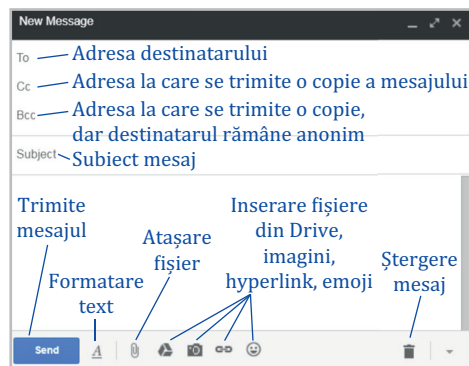 New Message
To Adresa destinatarului
Cc Adresa la care se trimite o copie a mesajului
Bcc Adresa la care se trimite o copie,
dar destinatarul rămâne anonim
Subject Subiect mesaj
Trimite
mesajul
Formatare
text
Atașare
fișier
Inserare fișiere
din Drive,
imagini,
hyperlink, emoji
Ștergere
mesaj
Send A